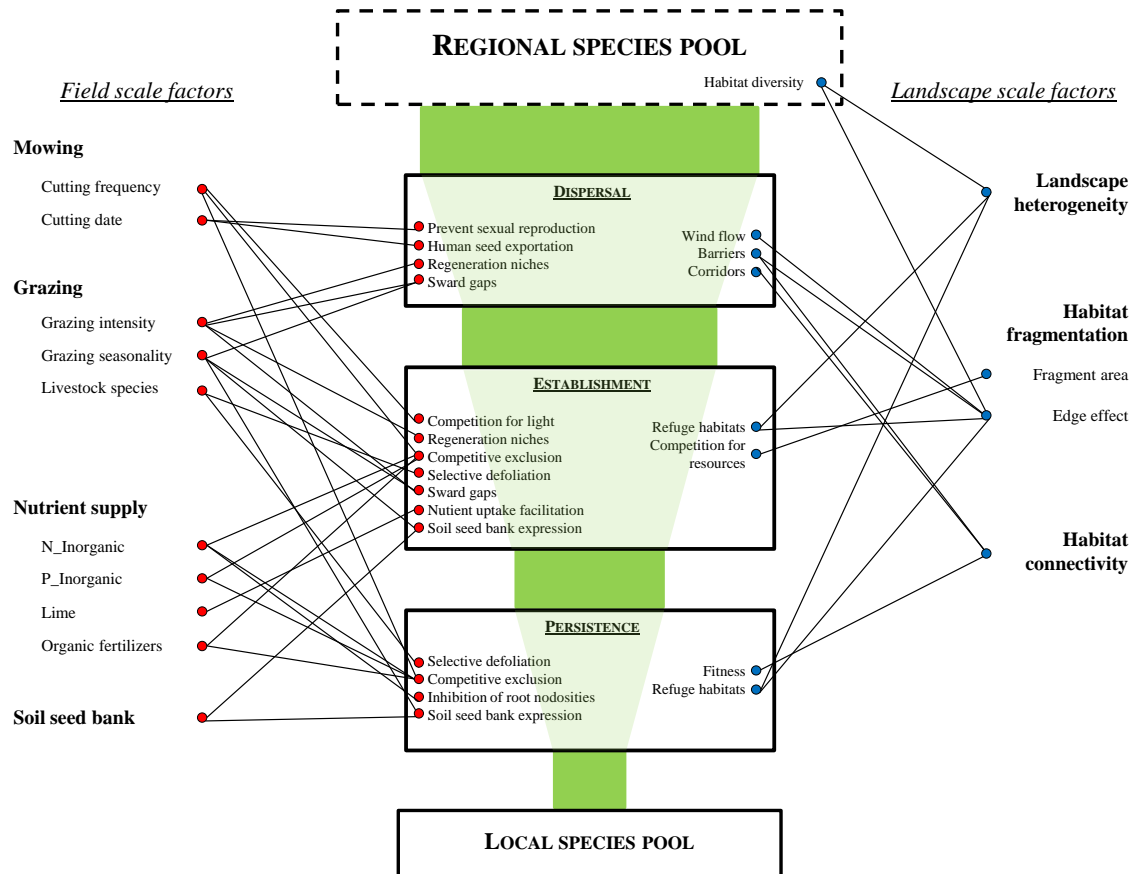 REGIONAL SPECIES POOL
Habitat diversity
Field scale factors
Landscape scale factors
Mowing
Cutting frequency
Cutting date
Grazing
Grazing intensity
Grazing seasonality
Livestock species
Nutrient supply
N_Inorganic
P_Inorganic
Lime
Organic fertilizers
Soil seed bank
DISPERSAL
Prevent sexual reproduction
Human seed exportation
Regeneration niches
Sward gaps
Wind flow
Barriers
Corridors
ESTABLISHMENT
Competition for light
Regeneration niches
Competitive exclusion
Selective defoliation
Sward gaps
Nutient uptake facilitation
Soil seed bank expression
Refuge habitats
Competition for
resources
PERSISTENCE
Selective defoliation
Competitive exclusion
Inhibition of root nodosities
Soil seed bank expression
Fitness
Refuge habitats
Landscape
heterogeneity
Habitat
fragmentation
Fragment area
Edge effect
Habitat
connectivity
LOCAL SPECIES POOL